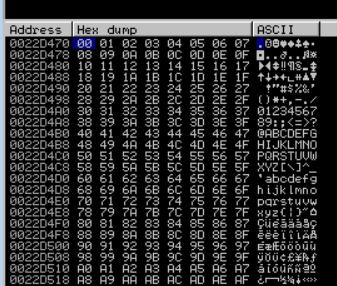 Address Hex dump ASCII
0022D470 00 01 02 03 04 05 06 07 .☺☻♥♦♣♠.
0022D478 08 09 0A 0B 0C 0D 0E 0F ◘..♂..♫☼
0022D480 10 11 12 13 14 15 16 17 ►◄↕‼¶§▬↨
0022D488 18 19 1A 1B 1C 1D 1E 1F ↑↓→←∟↔▲▼
0022D490 20 21 22 23 24 25 26 27  !"#$%&'
0022D498 28 29 2A 2B 2C 2D 2E 2F ()*+,-./
0022D4A0 30 31 32 33 34 35 36 37 01234567
0022D4A8 38 39 3A 3B 3C 3D 3E 3F 89:;<=>?
0022D4B0 40 41 42 43 44 45 46 47 @ABCDEFG
0022D4B8 48 49 4A 4B 4C 4D 4E 4F HIJKLMNO
0022D4C0 50 51 52 53 54 55 56 57 PQRSTUVW
0022D4C8 58 59 5A 5B 5C 5D 5E 5F XYZ[\]^_
0022D4D0 60 61 62 63 64 65 66 67 `abcdefg
0022D4D8 68 69 6A 6B 6C 6D 6E 6F hijklmno
0022D4E0 70 71 72 73 74 75 76 77 pqrstuvw
0022D4E8 78 79 7A 7B 7C 7D 7E 7F xyz{|}~⌂
0022D4F0 80 81 82 83 84 85 86 87 Çüéâäàåç
0022D4F8 88 89 8A 8B 8C 8D 8E 8F êëèïîìÄÅ
0022D500 90 91 92 93 94 95 96 97 ÉæÆôöòûù
0022D508 98 99 9A 9B 9C 9D 9E 9F ÿÖÜ¢£¥₧ƒ
0022D510 A0 A1 A2 A3 A4 A5 A6 A7 áíóúñÑªº
0022D518 A8 A9 AA AB AC AD AE AF ¿⌐¬½¼¡«»